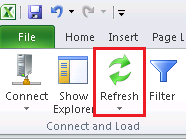 File Home Insert Page L
Connect Show Explorer Refresh Filter
Connect and Load